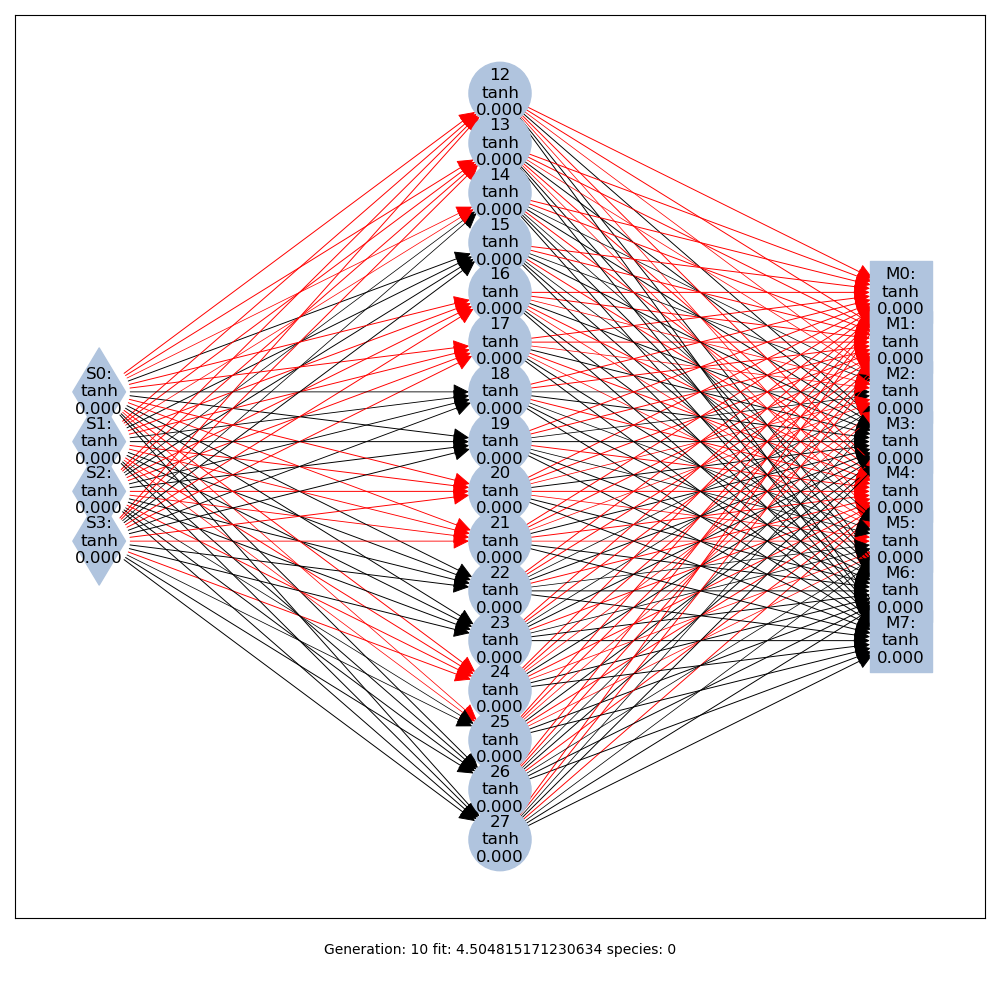 12
tanh
0.000
13
tanh
0.000
14
tanh
0.000
15
tanh
0.000
16
tanh
0.000
17
tanh
0.000
18
tanh
0.000
19
tanh
0.000
20
tanh
0.000
21
tanh
0.000
22
tanh
0.000
23
tanh
0.000
24
tanh
0.000
25
tanh
0.000
26
tanh
0.000
27
tanh
0.000
S0:
tanh
0.000
S1:
tanh
0.000
S2:
tanh
0.000
S3:
tanh
0.000
M0:
tanh
0.000
M1:
tanh
0.000
M2:
tanh
0.000
M3:
tanh
0.000
M4:
tanh
0.000
M5:
tanh
0.000
M6:
tanh
0.000
M7:
tanh
0.000
Generation: 10 fit: 4.504815171230634 species: 0